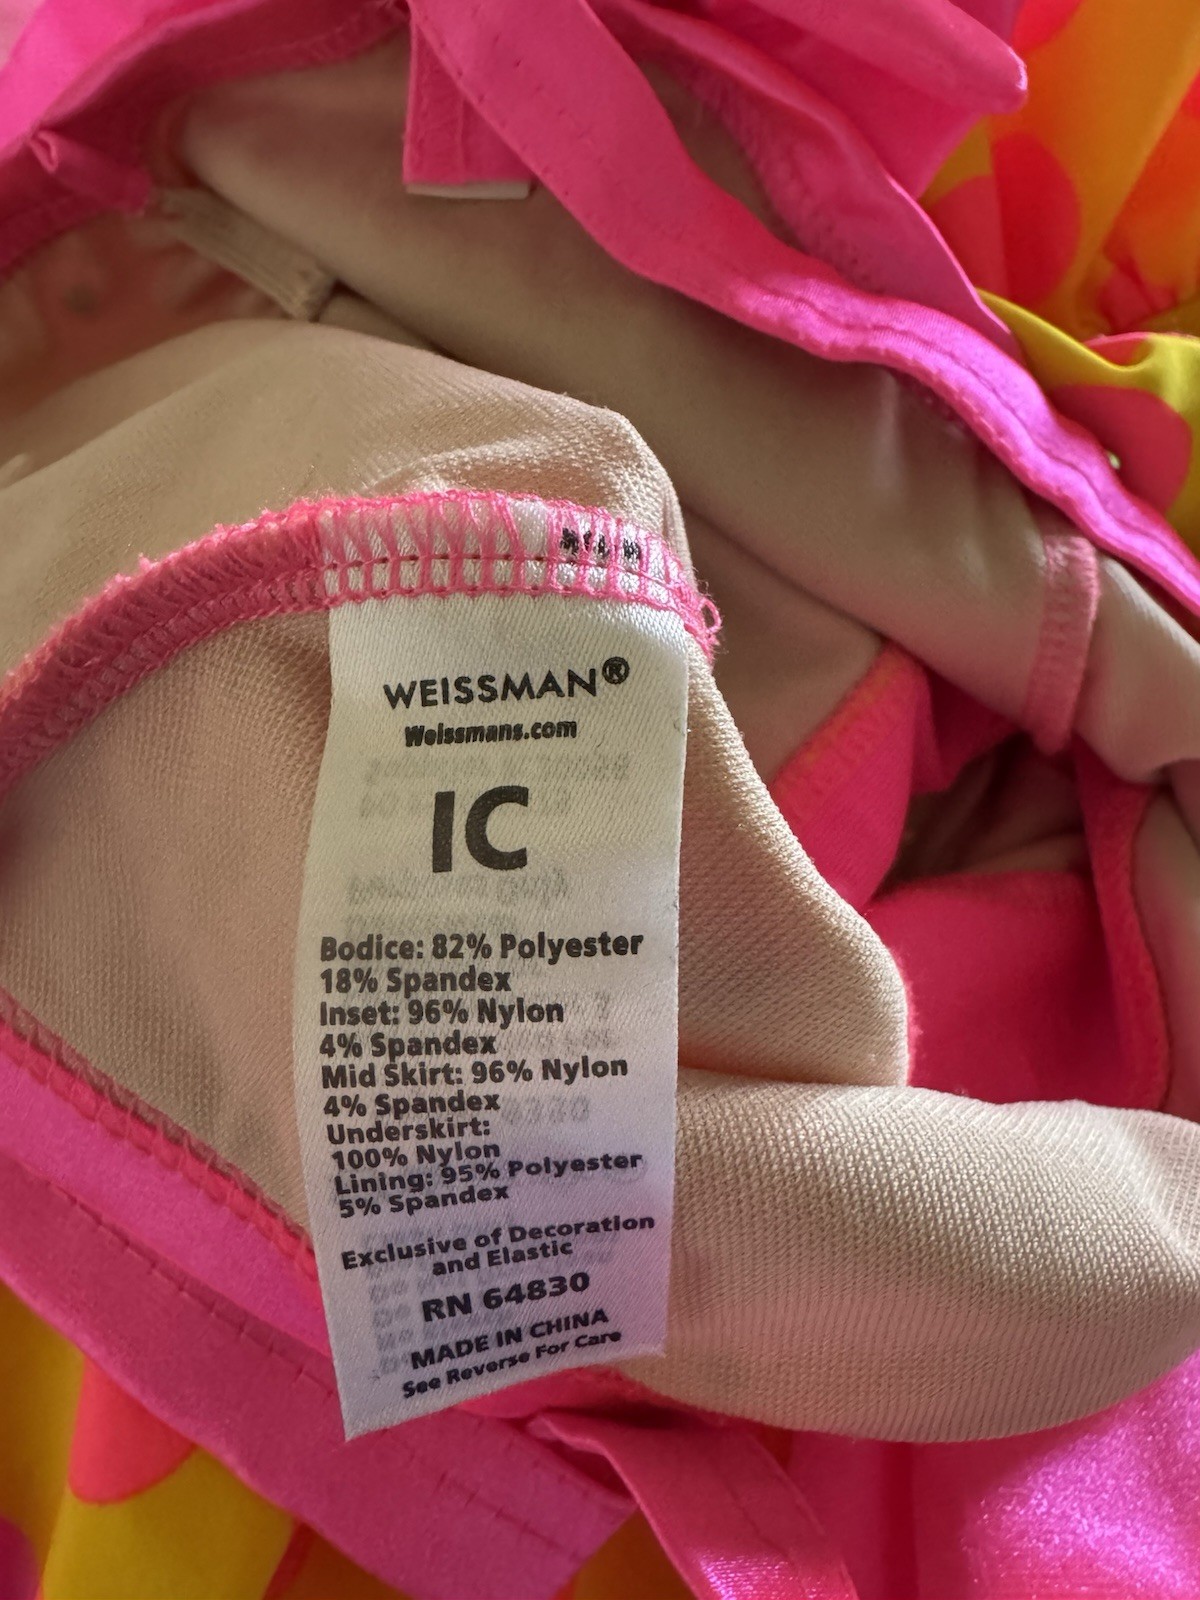 WEISSMAN®
Weissmans.com
IC
Bodice: 82% Polyester
18% Spandex
Inset: 96% Nylon
4% Spandex
Mid Skirt: 96% Nylon
4% Spandex
Underskirt:
100% Nylon
Lining: 95% Polyester
5% Spandex
Exclusive of Decoration
and Elastic
RN 64830
MADE IN CHINA
See Reverse For Care